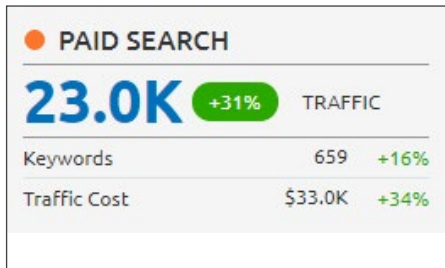 PAID SEARCH
23.0K +31% TRAFFIC
Keywords 659 +16%
Traffic Cost $33.0K +34%